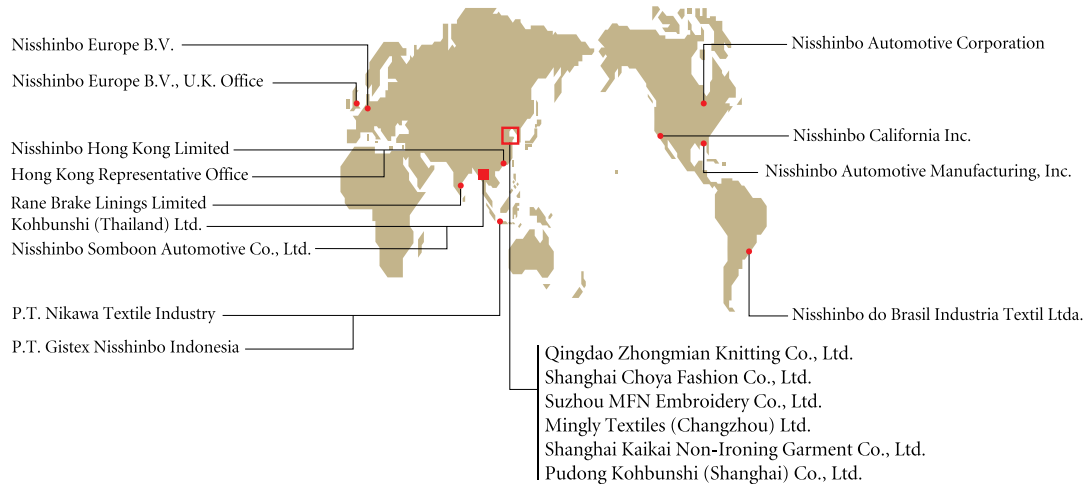 Nisshinbo Europe B.V.
Nisshinbo Europe B.V., U.K. Office
Nisshinbo Hong Kong Limited
Hong Kong Representative Office
Rane Brake Linings Limited
Kohbunshi (Thailand) Ltd.
Nisshinbo Somboon Automotive Co., Ltd.
P.T. Nikawa Textile Industry
P.T. Gistex Nisshinbo Indonesia
Qingdao Zhongmian Knitting Co., Ltd.
Shanghai Choya Fashion Co., Ltd.
Suzhou MFN Embroidery Co., Ltd.
Mingly Textiles (Changzhou) Ltd.
Shanghai Kaikai Non-Ironing Garment Co., Ltd.
Pudong Kohbunshi (Shanghai) Co., Ltd.
Nisshinbo Automotive Corporation
Nisshinbo California Inc.
Nisshinbo Automotive Manufacturing, Inc.
Nisshinbo do Brasil Industria Textil Ltda.